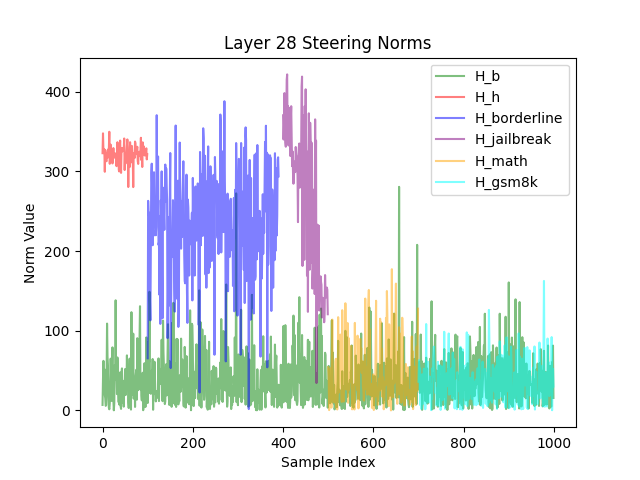 Layer 28 Steering Norms
H_b
H_h
H_borderline
H_jailbreak
H_math
H_gsm8k
Norm Value
400
300
200
100
0
0
200
400
600
800
1000
Sample Index